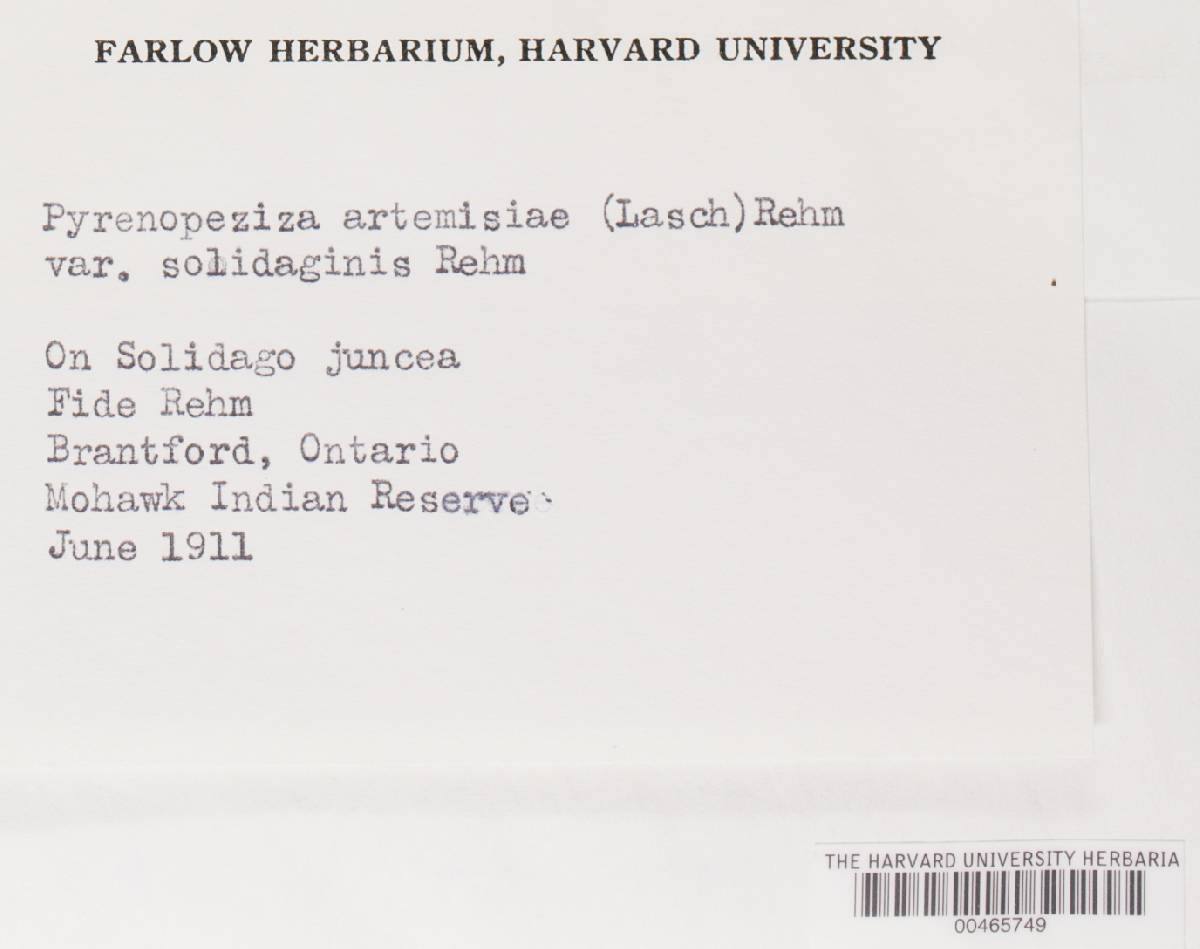 FARLOW HERBARIUM, HARVARD UNIVERSITY
Pyrenopeziza artemisiae (Lasch)Rehm
var. solidaginis Rehm
On Solidago juncea
Fide Rehm
Brantford, Ontario
Mohawk Indian Reserve
June 1911
THE HARVARD UNIVERSITY HERBARIA
00465749